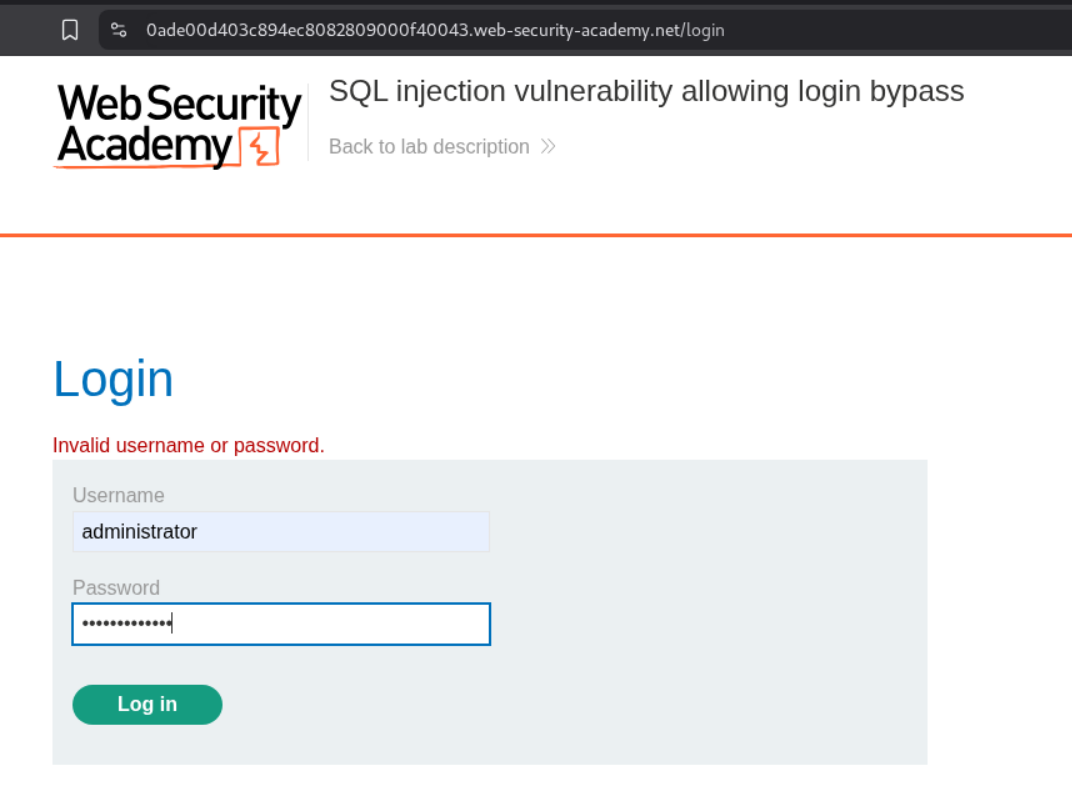 0ade00d403c894ec8082809000f40043.web-security-academy.net/login
Web Security
Academy
SQL injection vulnerability allowing login bypass
Back to lab description
Login
Invalid username or password.
Username
administrator
Password
•••••••••••••
Log in